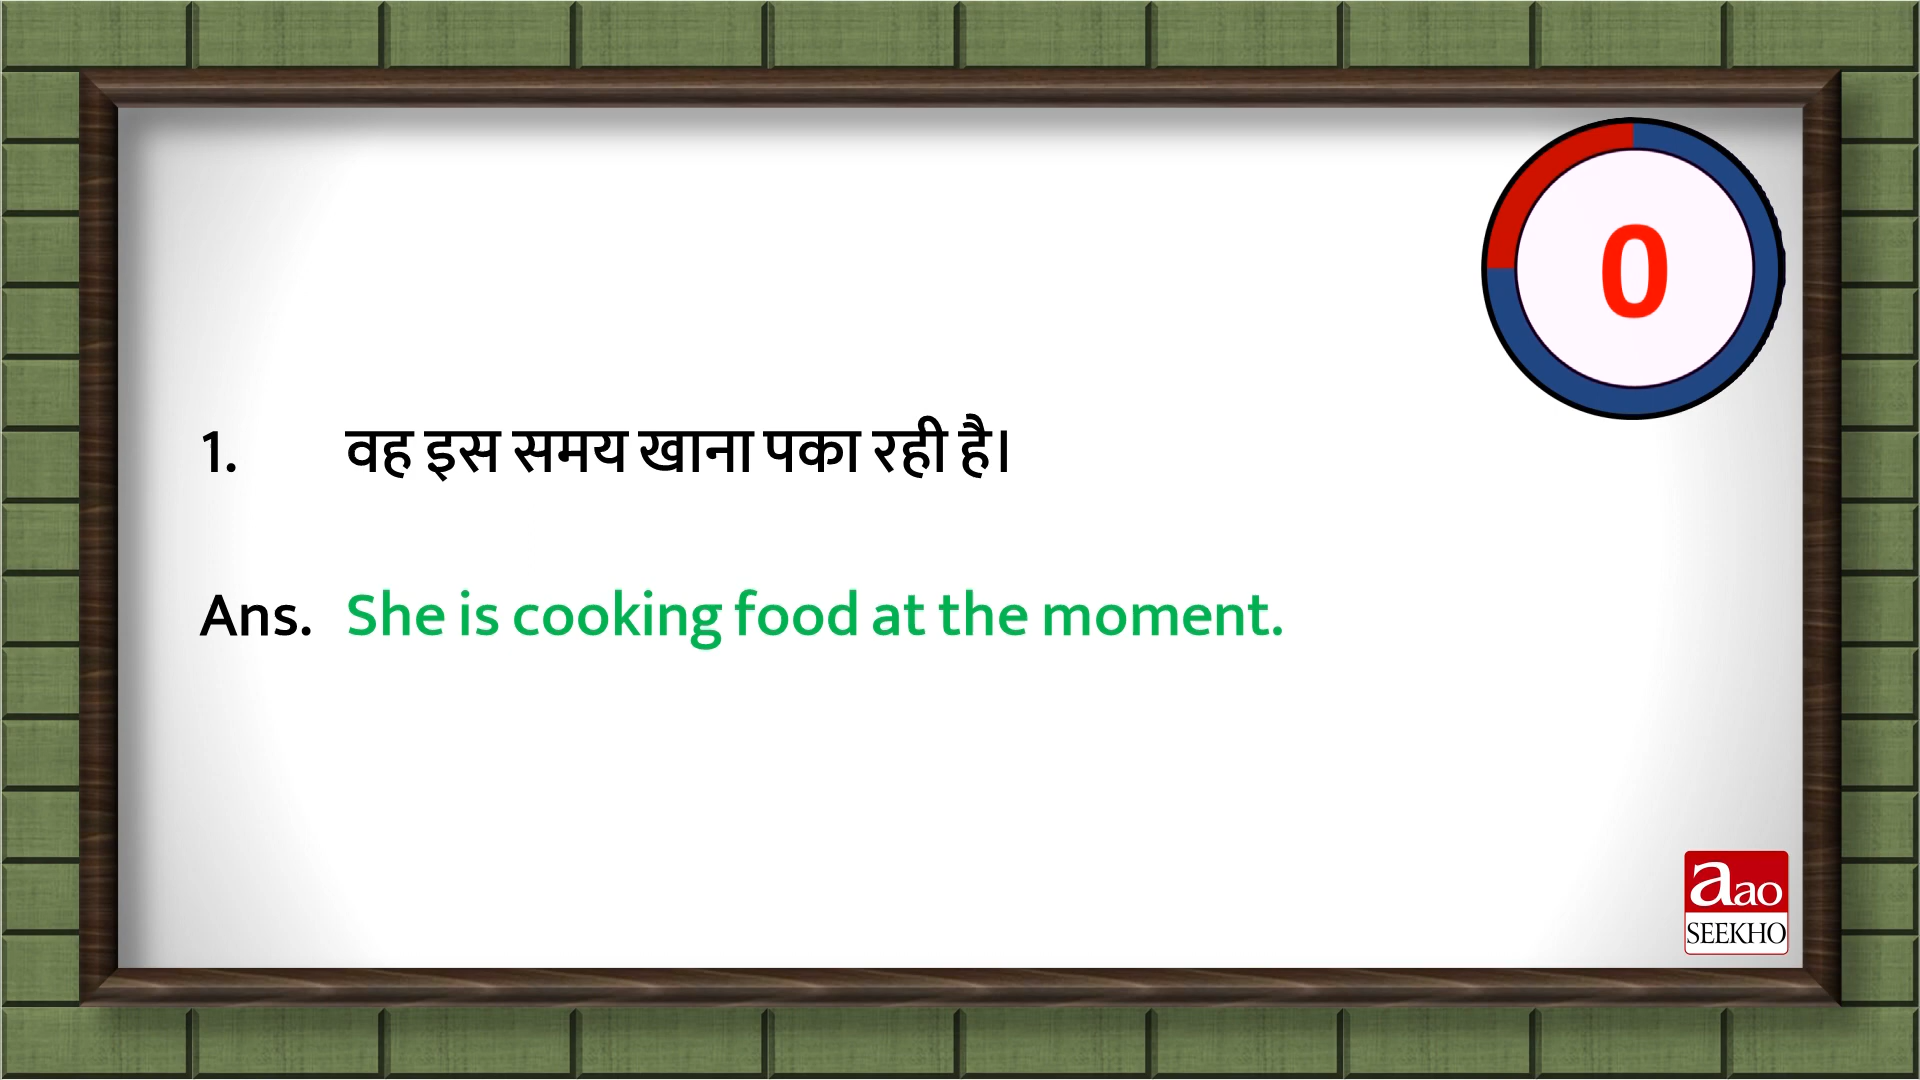 0
1. वह इस समय खाना पका रही है।
Ans. She is cooking food at the moment.
aao
SEEKHO